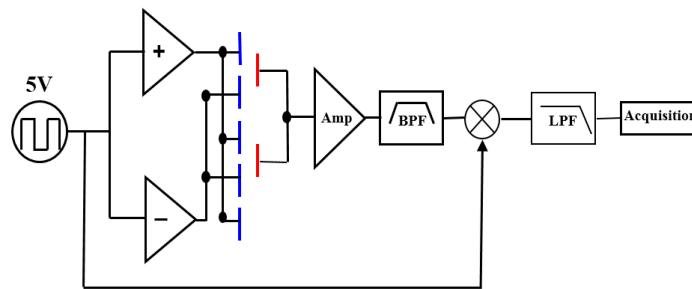 5V
+
−
Amp
BPF
LPF
Acquisition